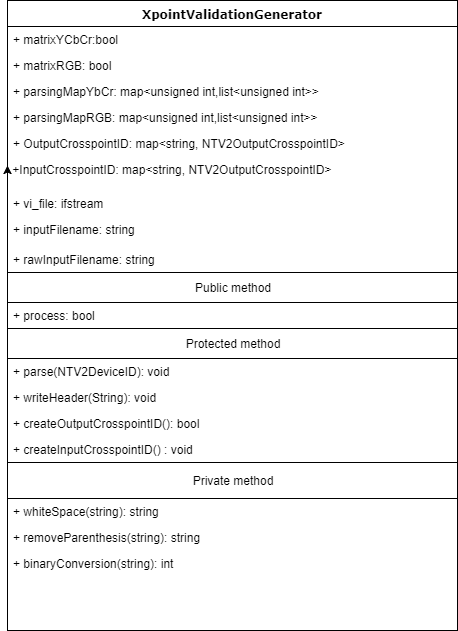 XpointValidationGenerator
+ matrixYCbCr:bool
+ matrixRGB: bool
+ parsingMapYbCr: map<unsigned int,list<unsigned int>>
+ parsingMapRGB: map<unsigned int,list<unsigned int>>
+ OutputCrosspointID: map<string, NTV2OutputCrosspointID>
+InputCrosspointID: map<string, NTV2OutputCrosspointID>
+ vi_file: ifstream
+ inputFilename: string
+ rawInputFilename: string
Public method
+ process: bool
Protected method
+ parse(NTV2DeviceID): void
+ writeHeader(String): void
+ createOutputCrosspointID(): bool
+ createInputCrosspointID() : void
Private method
+ whiteSpace(string): string
+ removeParenthesis(string): string
+ binaryConversion(string): int